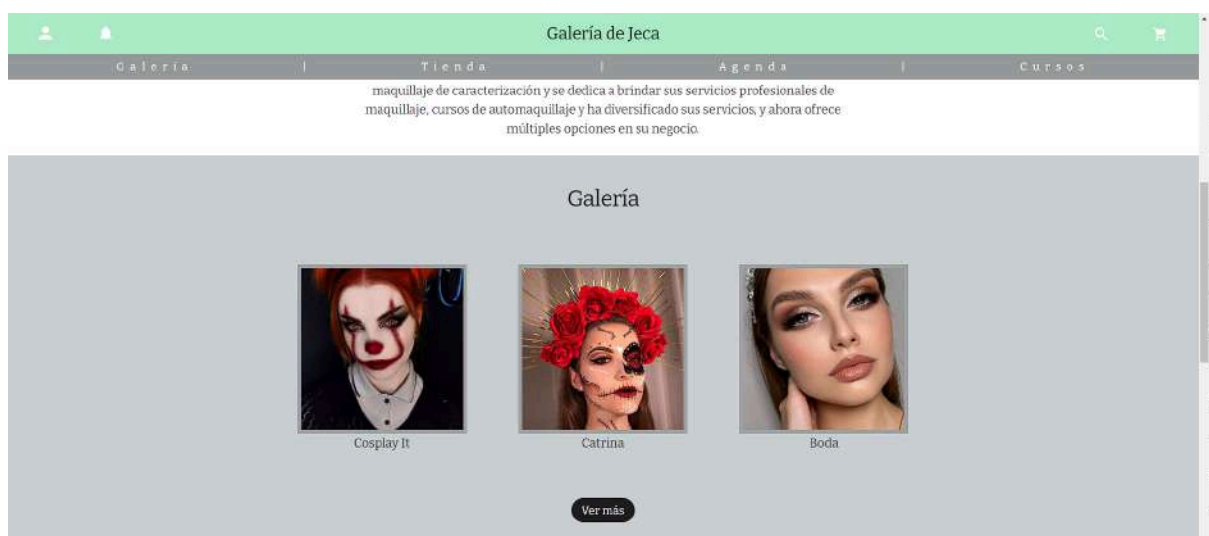 Galería de Jeca
Galería | Tienda | Agenda | Cursos
maquillaje de caracterización y se dedica a brindar sus servicios profesionales de
maquillaje, cursos de automaquillaje y ha diversificado sus servicios, y ahora ofrece
múltiples opciones en su negocio.
Galería
Cosplay It
Catrina
Boda
Ver más